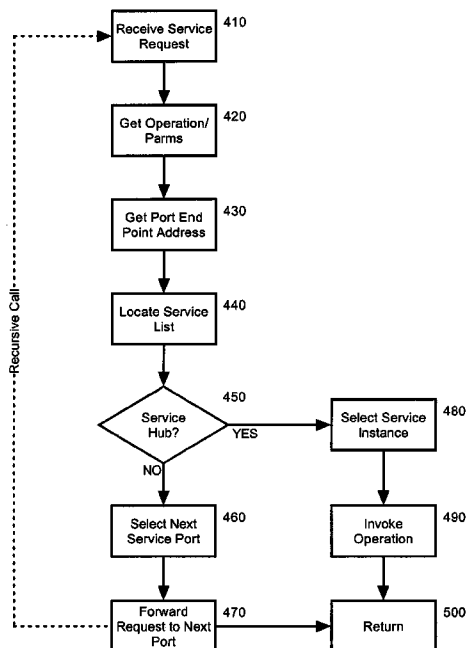 410
Receive Service
Request
420
Get Operation/
Parms
430
Get Port End
Point Address
440
Locate Service
List
450
Service
Hub?
YES
NO
480
Select Service
Instance
460
Select Next
Service Port
490
Invoke
Operation
470
Forward
Request to Next
Port
500
Return
Recursive Call